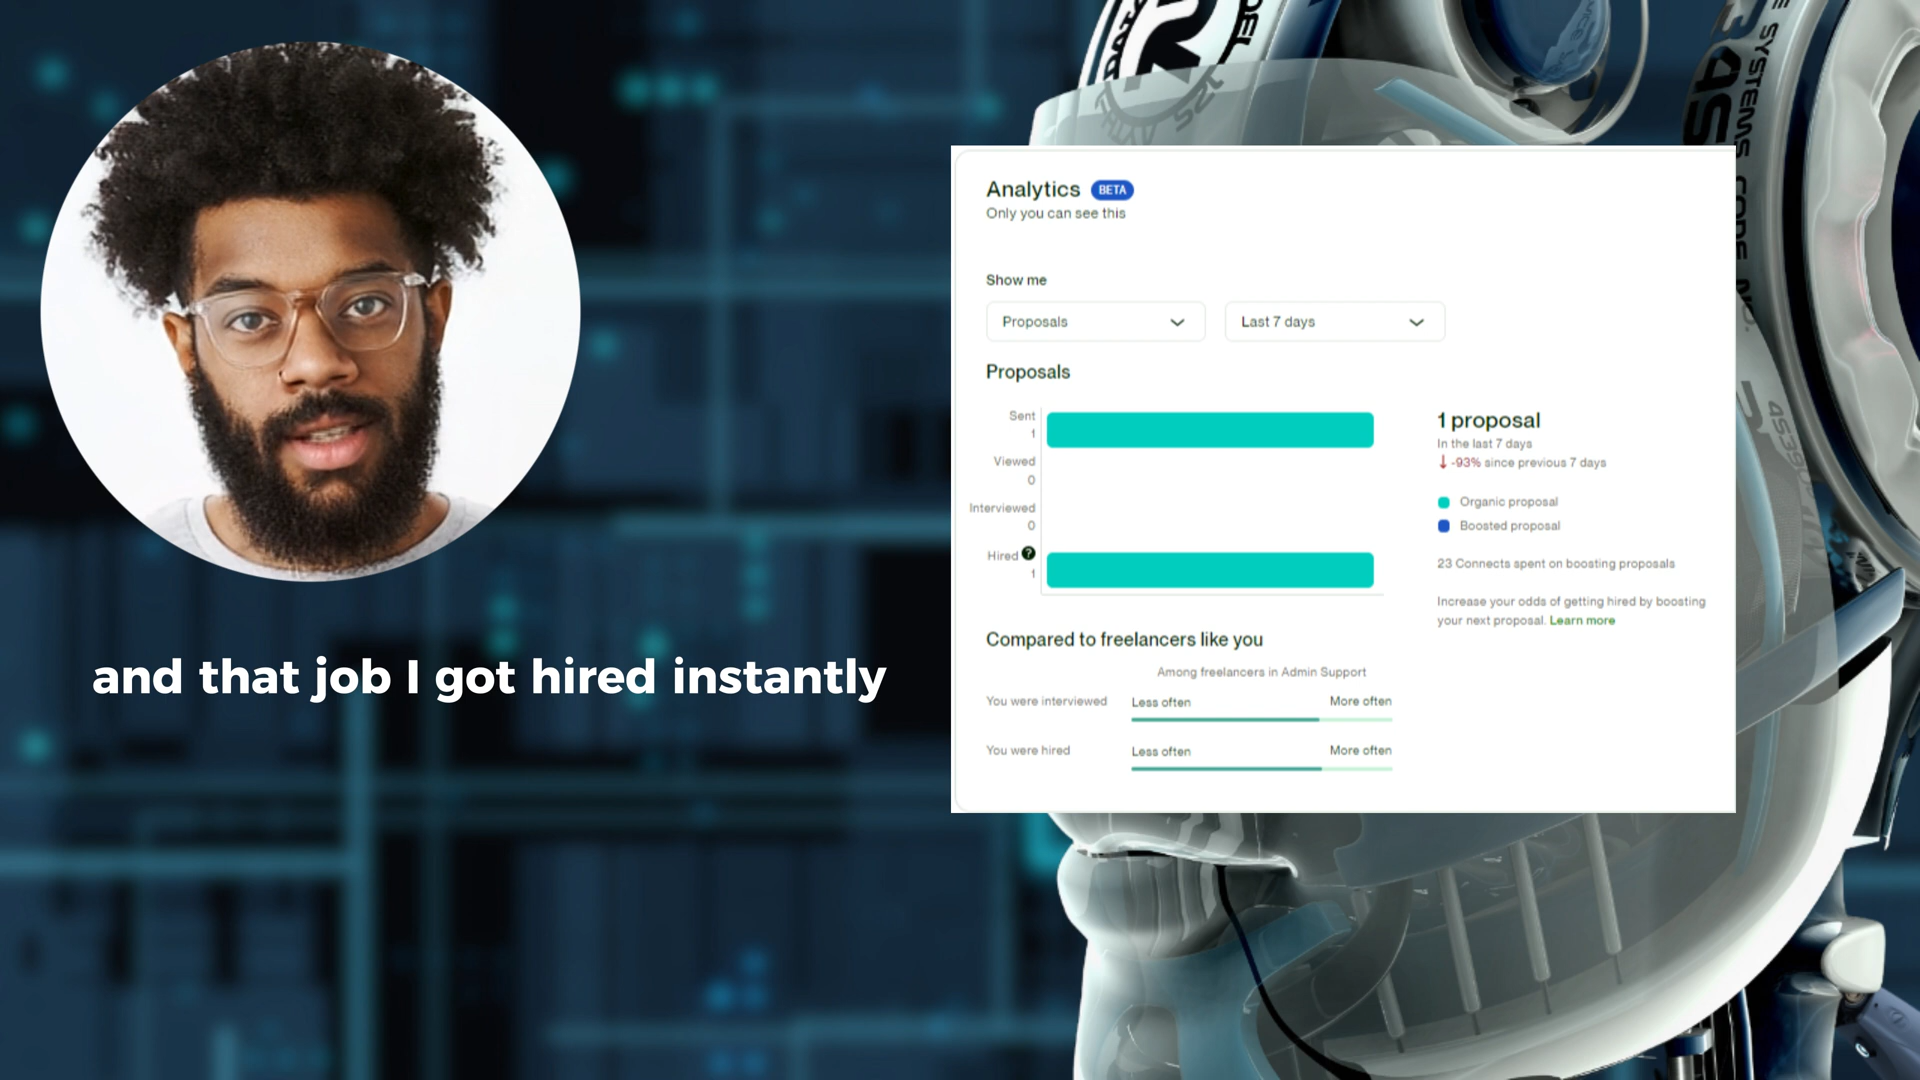 and that job I got hired instantly
Analytics BETA
Only you can see this
Show me
Proposals
Last 7 days
Proposals
Sent
1
Viewed
0
Interviewed
0
Hired ?
1
1 proposal
In the last 7 days
↓ -93% since previous 7 days
Organic proposal
Boosted proposal
23 Connects spent on boosting proposals
Increase your odds of getting hired by boosting
your next proposal. Learn more
Compared to freelancers like you
Among freelancers in Admin Support
You were interviewed
Less often
More often
You were hired
Less often
More often
SYSTEMS CODE NO.